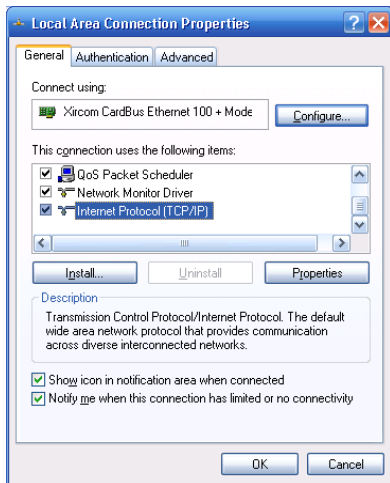 Local Area Connection Properties
General Authentication Advanced
Connect using:
Xircom CardBus Ethernet 100 + Mode
Configure...
This connection uses the following items:
QoS Packet Scheduler
Network Monitor Driver
Internet Protocol (TCP/IP)
Install... Uninstall Properties
Description
Transmission Control Protocol/Internet Protocol. The default
wide area network protocol that provides communication
across diverse interconnected networks.
Show icon in notification area when connected
Notify me when this connection has limited or no connectivity
OK Cancel